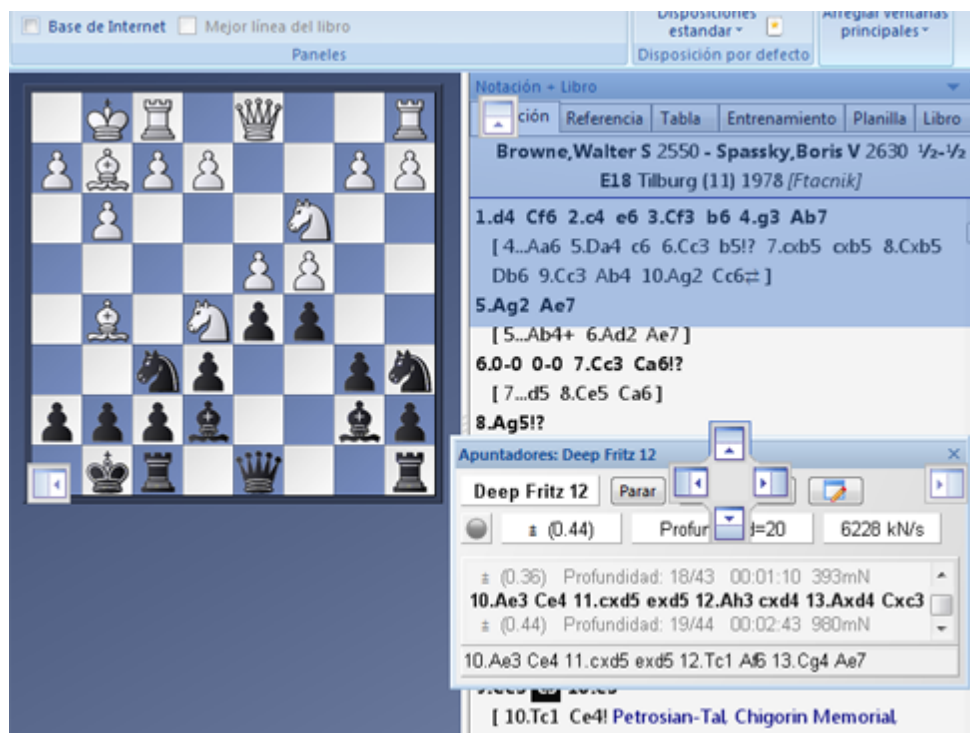 Base de Internet Mejor línea del libro
Paneles
Disposiciones
estandar
Disposición por defecto
Arreglar ventanas
principales
Notación + Libro
ción Referencia Tabla Entrenamiento Planilla Libro
Browne,Walter S 2550 - Spassky,Boris V 2630 ½-½
E18 Tilburg (11) 1978 [Ftacnik]
1.d4 Cf6 2.c4 e6 3.Cf3 b6 4.g3 Ab7
[ 4...Aa6 5.Da4 c6 6.Cc3 b5!? 7.cxb5 cxb5 8.Cxb5
Db6 9.Cc3 Ab4 10.Ag2 Cc6⇄ ]
5.Ag2 Ae7
[ 5...Ab4+ 6.Ad2 Ae7 ]
6.0-0 0-0 7.Cc3 Ca6!?
[ 7...d5 8.Ce5 Ca6 ]
8.Ag5!?
Apuntadores: Deep Fritz 12
Deep Fritz 12 Parar
± (0.44) Profun d=20 6228 kN/s
± (0.36) Profundidad: 18/43 00:01:10 393mN
10.Ae3 Ce4 11.cxd5 exd5 12.Ah3 cxd4 13.Axd4 Cxc3
± (0.44) Profundidad: 19/44 00:02:43 980mN
10.Ae3 Ce4 11.cxd5 exd5 12.Tc1 Af6 13.Cg4 Ae7
[ 10.Tc1 Ce4! Petrosian-Tal, Chigorin Memorial,